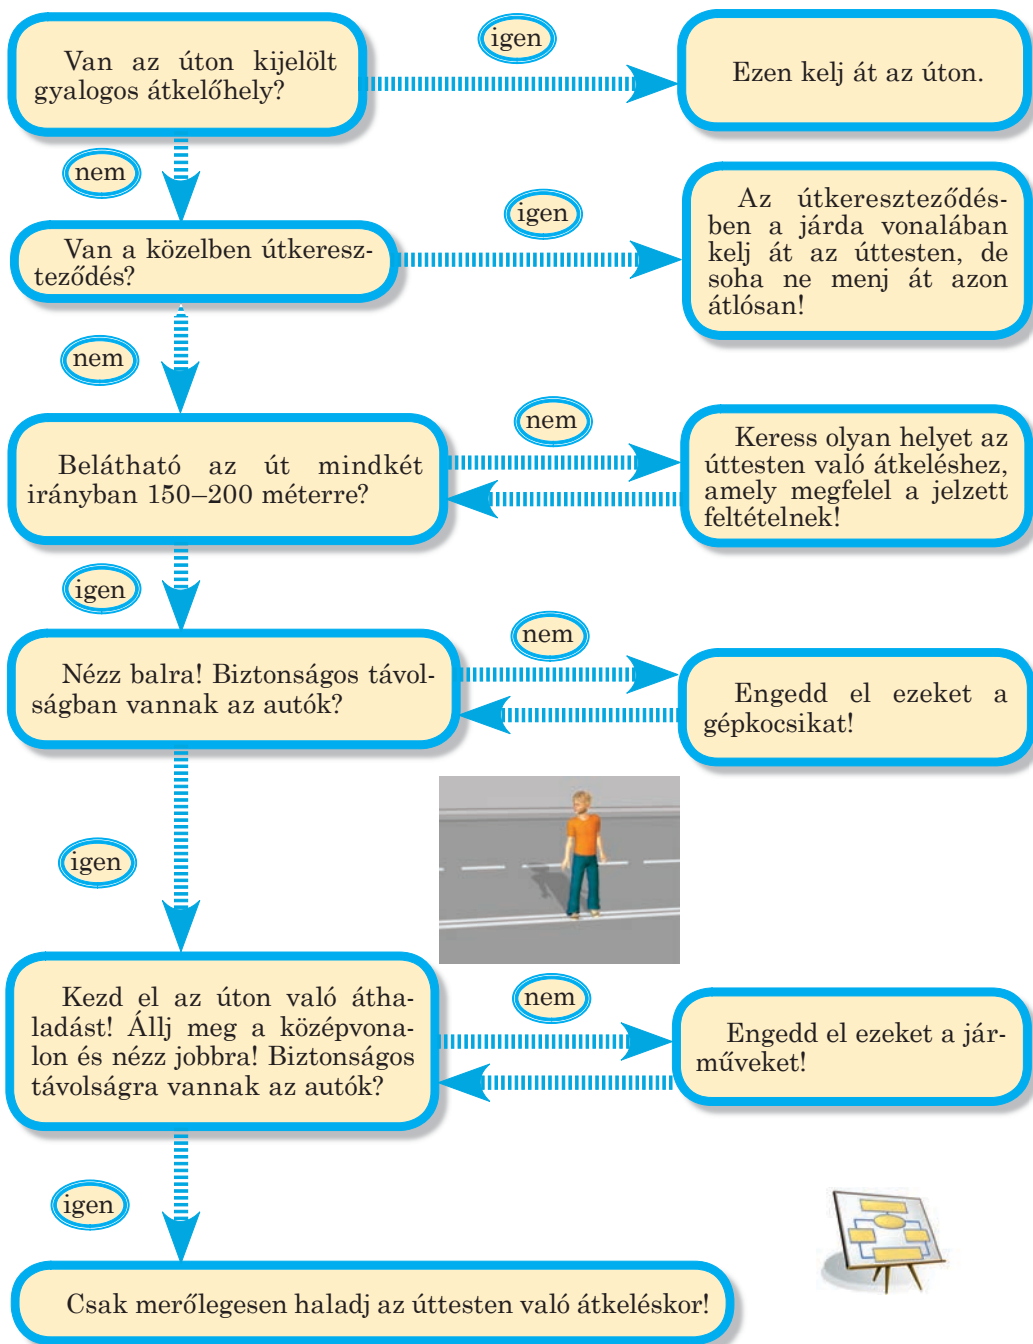 Van az úton kijelölt
gyalogos átkelőhely?
igen
Ezen kelj át az úton.
nem
Van a közelben útkeresz-
teződés?
igen
Az útkereszteződés-
ben a járda vonalában
kelj át az úttesten, de
soha ne menj át azon
átlósan!
nem
Belátható az út mindkét
irányban 150–200 méterre?
nem
Keress olyan helyet az
úttesten való átkeléshez,
amely megfelel a jelzett
feltételnek!
igen
Nézz balra! Biztonságos távol-
ságban vannak az autók?
nem
Engedd el ezeket a
gépkocsikat!
igen
Kezd el az úton való átha-
ladást! Állj meg a középvona-
lon és nézz jobbra! Biztonságos
távolságra vannak az autók?
nem
Engedd el ezeket a jár-
műveket!
igen
Csak merőlegesen haladj az úttesten való átkeléskor!